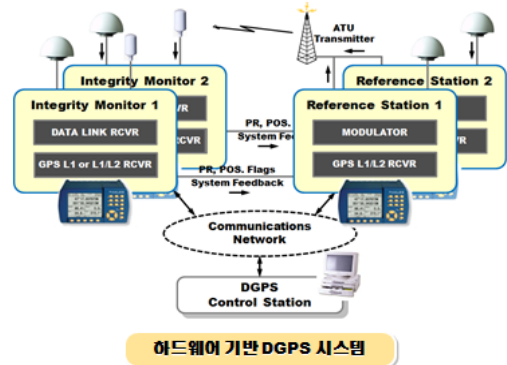 ATU
Transmitter
Integrity Monitor 2
Reference Station 2
Integrity Monitor 1
Reference Station 1
DATA LINK RCVR
GPS L1 or L1/L2 RCVR
PR, POS.
System Feed
MODULATOR
GPS L1/L2 RCVR
PR, POS. Flags
System Feedback
Communications
Network
DGPS
Control Station
하드웨어 기반 DGPS 시스템